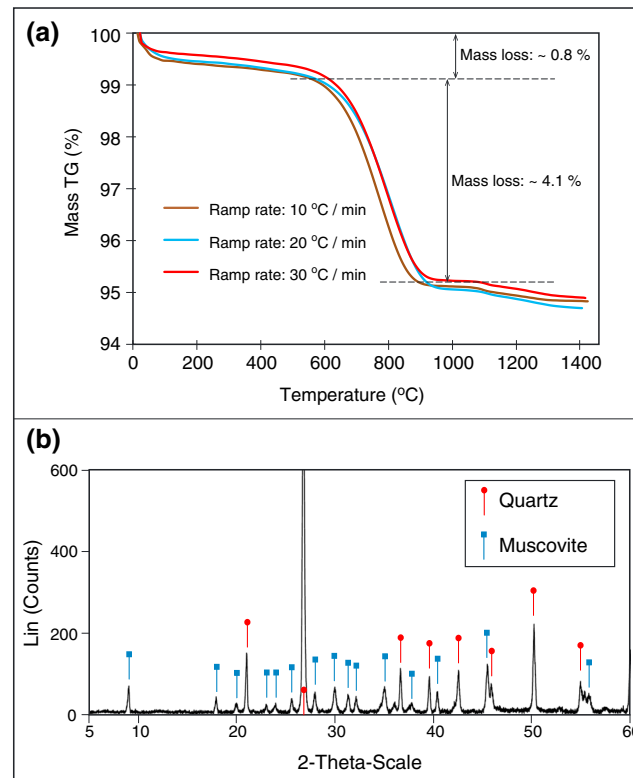 (a)
100
99
98
97
96
95
94
Mass TG (%)
Mass loss: ~ 0.8 %
Mass loss: ~ 4.1 %
Ramp rate: 10 °C / min
Ramp rate: 20 °C / min
Ramp rate: 30 °C / min
0 200 400 600 800 1000 1200 1400
Temperature (°C)
(b)
600
400
200
0
Lin (Counts)
Quartz
Muscovite
5 10 20 30 40 50 60
2-Theta-Scale